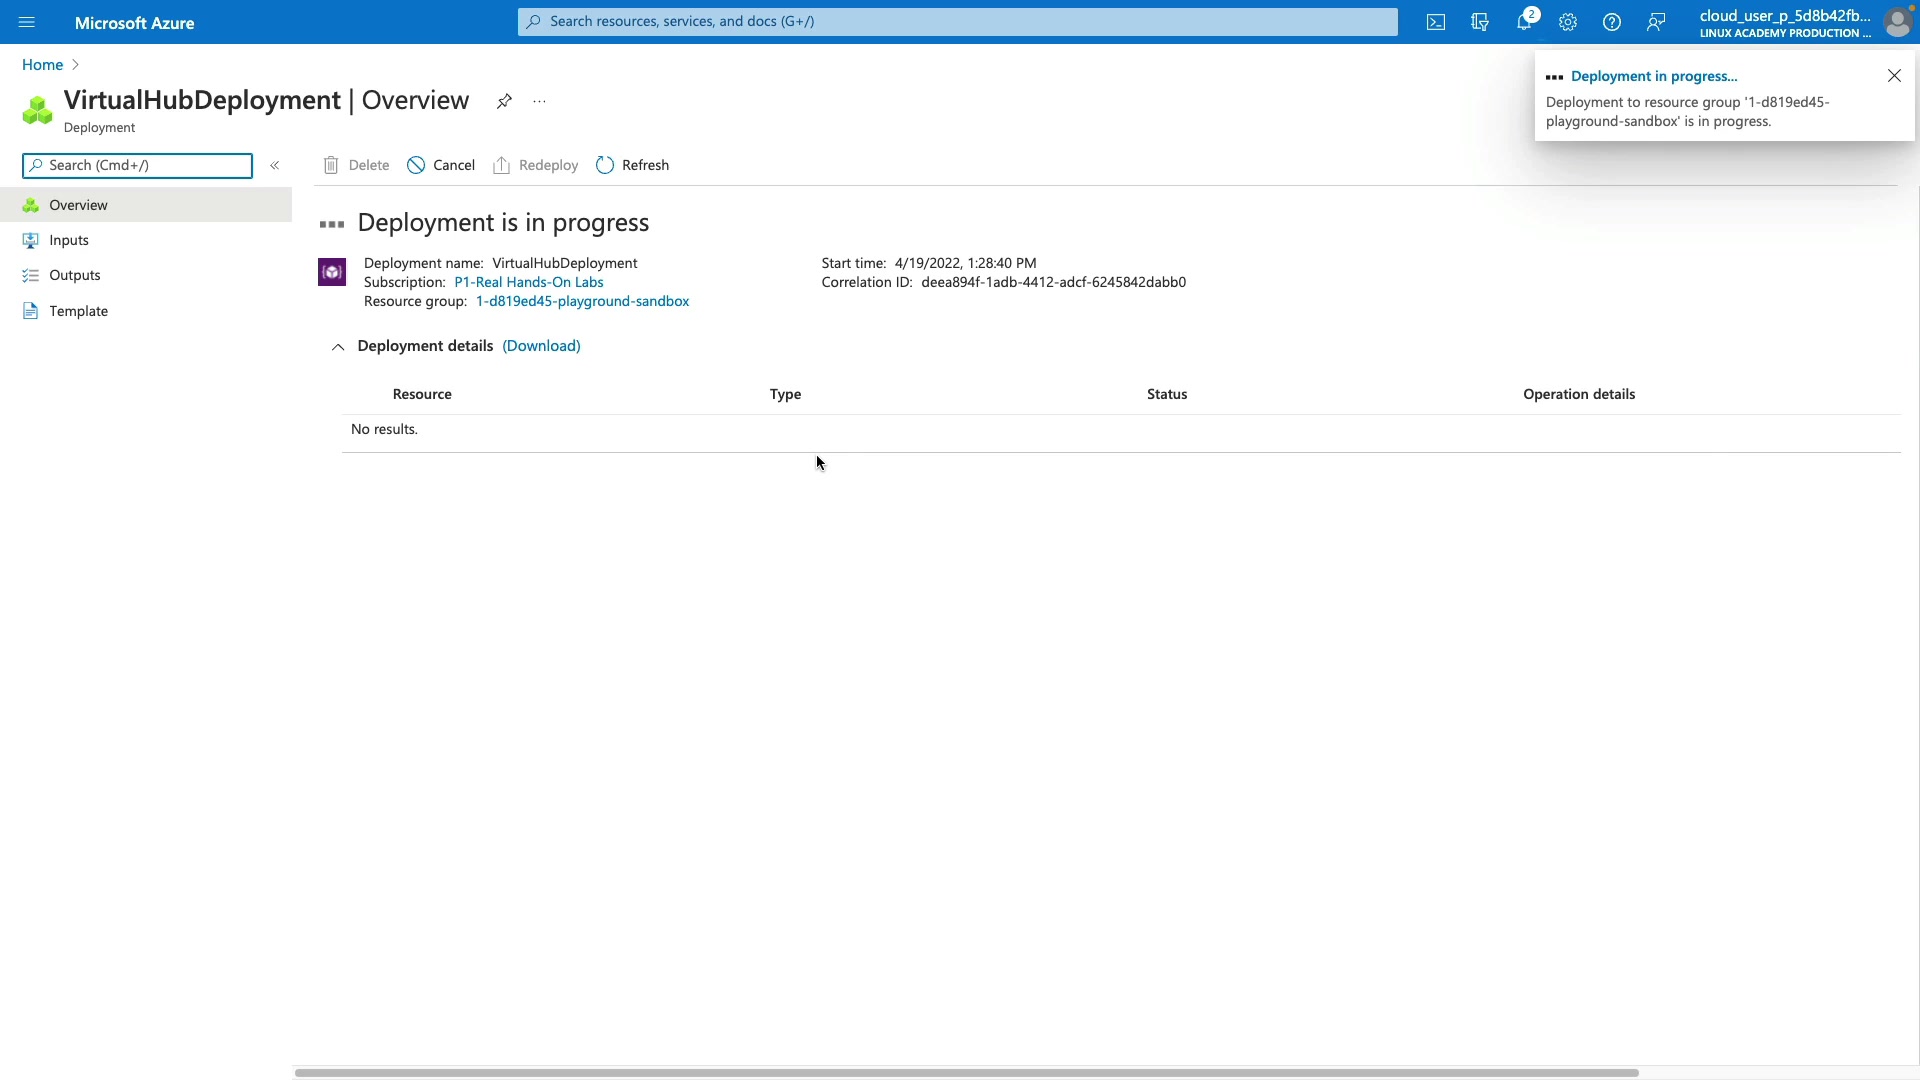 Microsoft Azure
Search resources, services, and docs (G+/)
2
cloud_user_p_5d8b42fb...
LINUX ACADEMY PRODUCTION ...
Home
VirtualHubDeployment | Overview
...
Deployment
Deployment in progress...
Deployment to resource group '1-d819ed45-
playground-sandbox' is in progress.
Search (Cmd+/)
«
Delete
Cancel
Redeploy
Refresh
Overview
Inputs
Outputs
Template
Deployment is in progress
Deployment name: VirtualHubDeployment
Subscription: P1-Real Hands-On Labs
Resource group: 1-d819ed45-playground-sandbox
Start time: 4/19/2022, 1:28:40 PM
Correlation ID: deea894f-1adb-4412-adcf-6245842dabb0
Deployment details (Download)
Resource Type Status Operation details
No results.